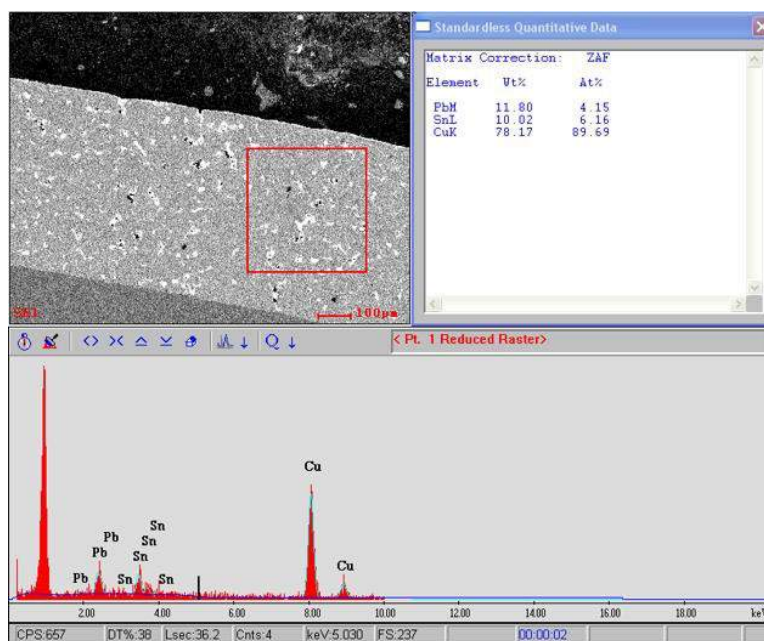 Standardless Quantitative Data
Matrix Correction: ZAF
Element Wt% At%
PbM 11.80 4.15
SnL 10.02 6.16
CuK 78.17 89.69
100µm
Q
< Pt. 1 Reduced Raster>
Cu
Sn
Pb Sn
Pb Sn
Pb Sn Sn
Cu
2.00 4.00 6.00 8.00 10.00 12.00 14.00 16.00 18.00 keV
CPS:657 DT%:38 Lsec:36.2 Cnts:4 keV:5.030 FS:237 00:00:02